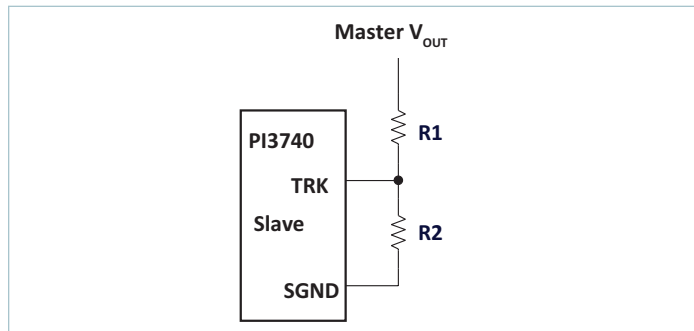 Master VOUT
R1
PI3740
TRK
Slave
R2
SGND